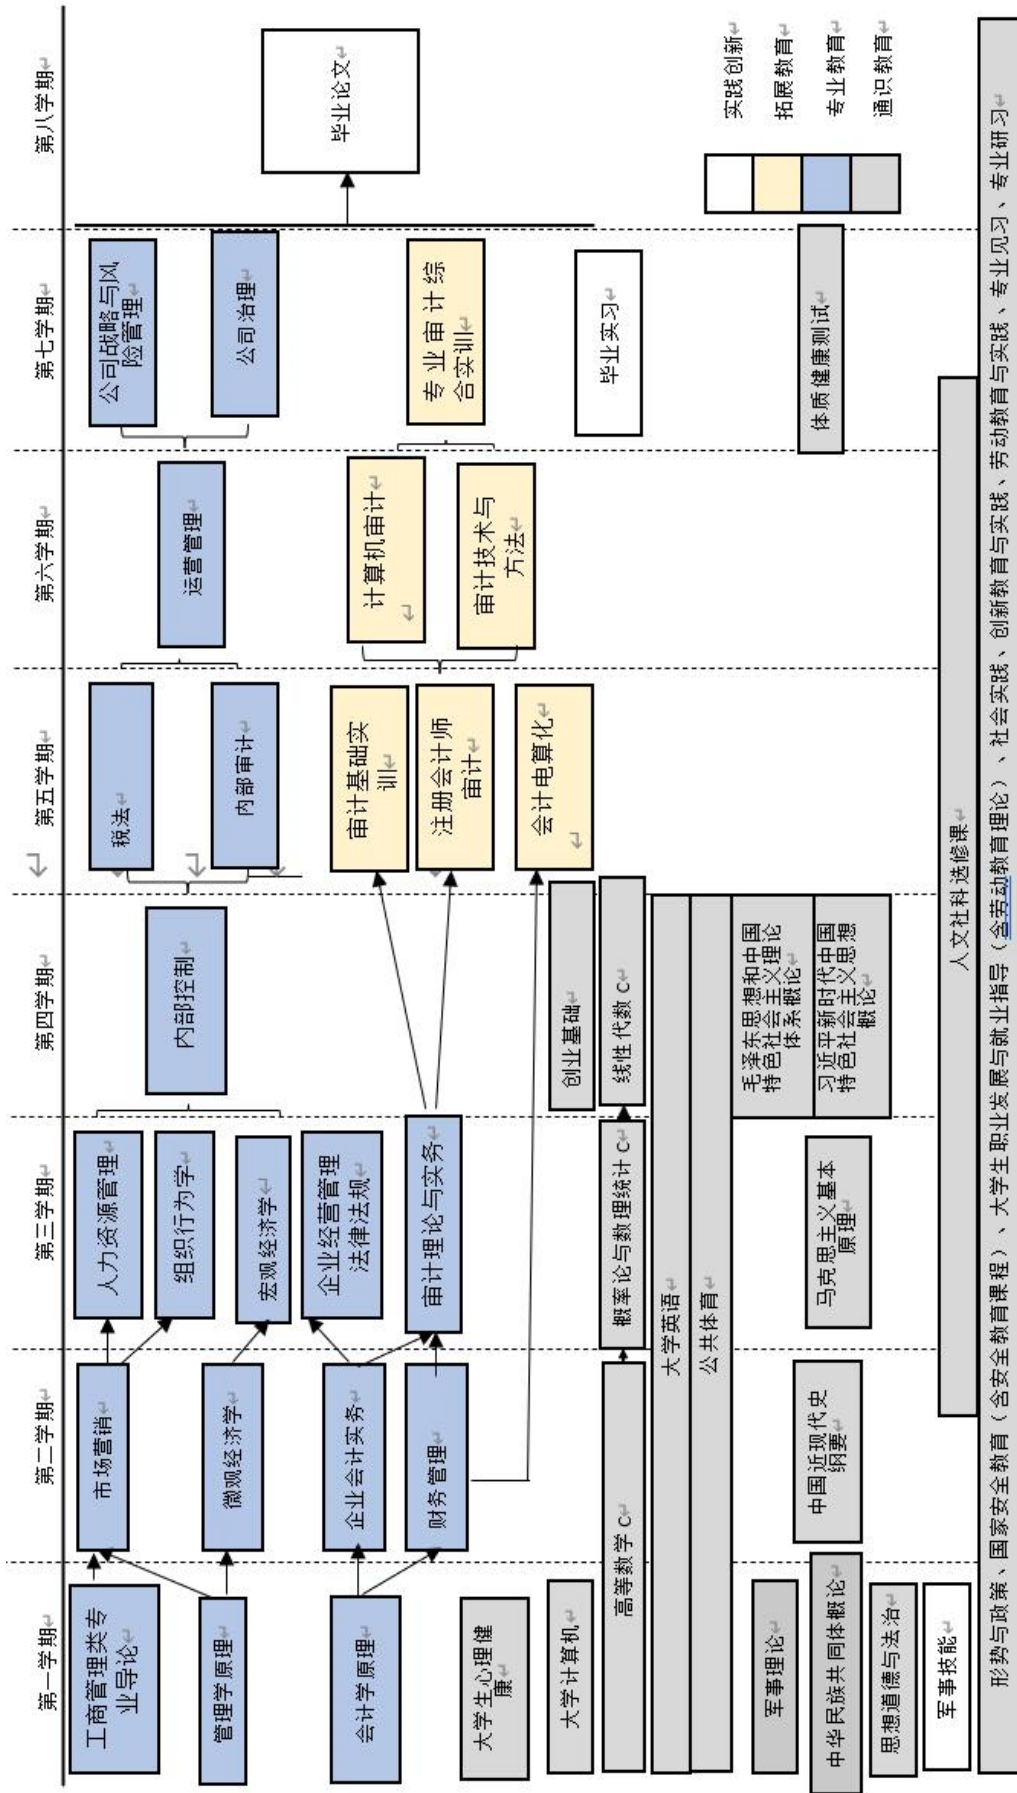 第一学期
第二学期
第三学期
第四学期
第五学期
第六学期
第七学期
第八学期
工商管理类专
业导论
管理学原理
会计学原理
大学生心理健
康
大学计算机
高等数学 C
军事理论
中华民族共同体概论
思想道德与法治
军事技能
市场营销
微观经济学
企业会计实务
财务管理
中国近现代史
纲要
人力资源管理
组织行为学
宏观经济学
企业经营管理
法律法规
审计理论与实务
概率论与数理统计 C
大学英语
公共体育
马克思主义基本
原理
内部控制
创业基础
线性代数 C
毛泽东思想和中国
特色社会主义理论
体系概论
习近平新时代中国
特色社会主义思想
概论
税法
内部审计
审计基础实
训
注册会计师
审计
会计电算化
运营管理
计算机审计
审计技术与
方法
公司战略与风
险管理
公司治理
专业审计综
合实训
毕业实习
体质健康测试
毕业论文
实践创新
拓展教育
专业教育
通识教育
人文社科选修课
形势与政策、国家安全教育（含安全教育课程）、大学生职业发展与就业指导（含劳动教育理论）、社会实践、创新教育与实践、劳动教育与实践、专业见习、专业研习